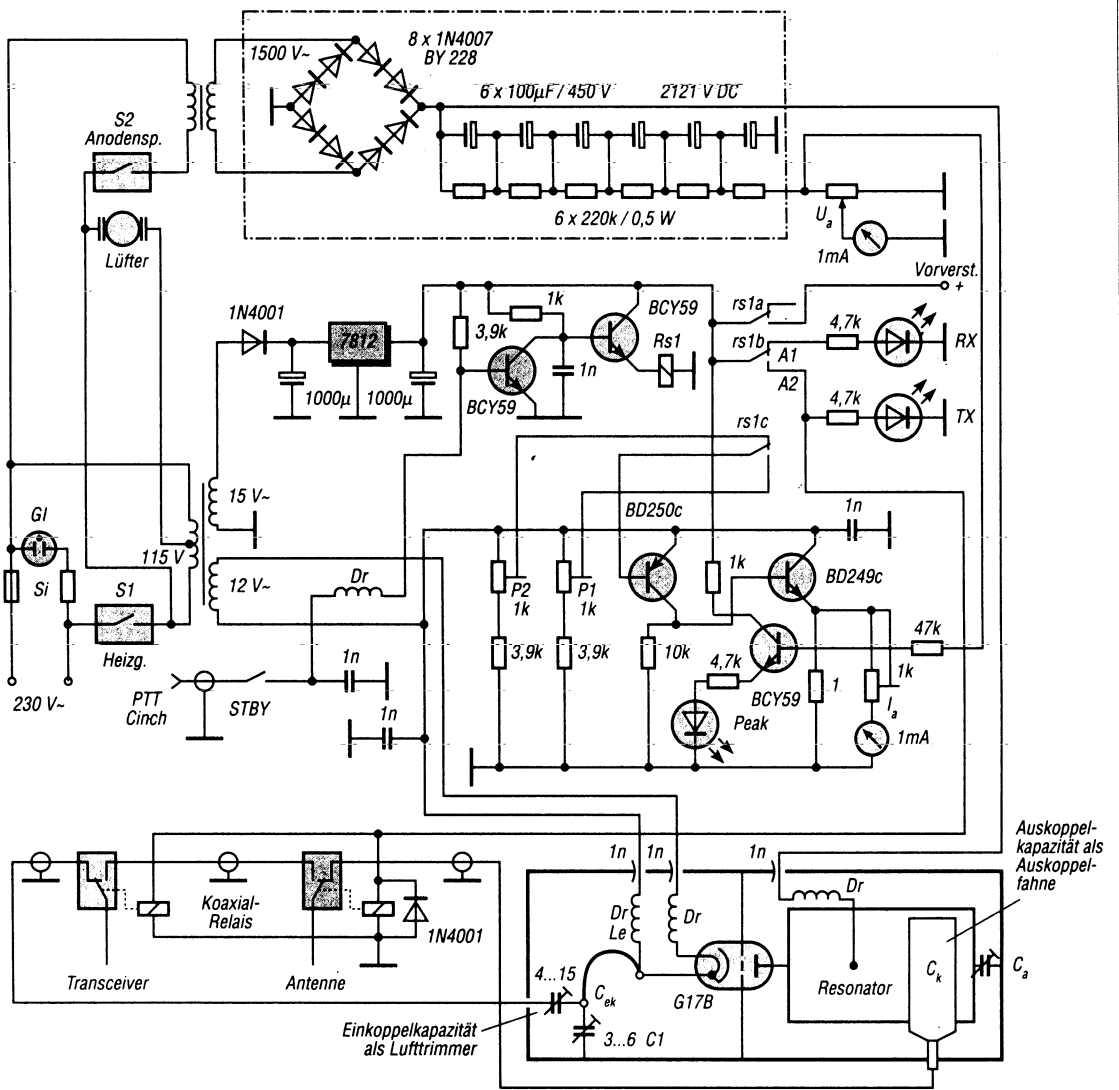 1500 V~
8 x 1N4007
BY 228
6 x 100µF / 450 V
2121 V DC
S2
Anodensp.
6 x 220k / 0,5 W
U_a
1mA
Lüfter
Vorverst.
+
1N4001
7812
1000µ
1000µ
3,9k
1k
BCY59
BCY59
1n
Rs1
rs1a
rs1b
A1
A2
4,7k
RX
4,7k
TX
rs1c
15 V~
Gl
115 V
Si
12 V~
S1
Heizg.
230 V~
Dr
PTT
Cinch
STBY
1n
1n
P2
1k
P1
1k
3,9k
3,9k
BD250c
10k
1k
1n
BD249c
4,7k
BCY59
Peak
1
47k
1k
I_a
1mA
Auskoppel-
kapazität als
Auskoppel-
fahne
1n
1n
1n
Koaxial-
Relais
1N4001
Transceiver
Antenne
Dr
Le
Dr
Dr
4...15
C_ek
G17B
Resonator
C_k
C_a
Einkoppelkapazität
als Lufttrimmer
3...6 C1